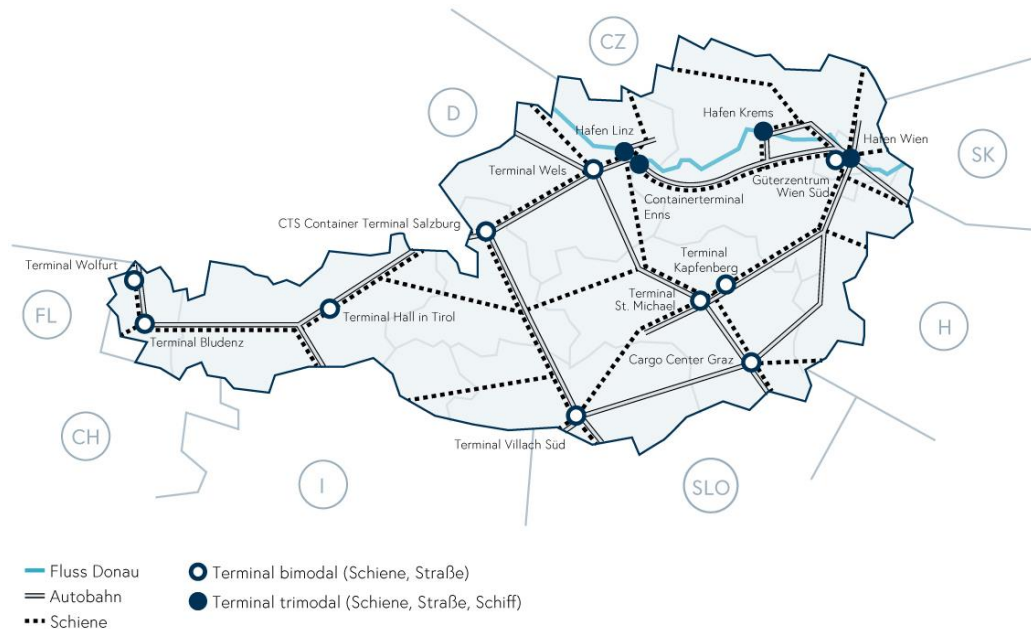 CZ
D
Hafen Krems
Hafen Linz
Hafen Wien
SK
Terminal Wels
Güterzentrum
Wien Süd
Containerterminal
Enns
CTS Container Terminal Salzburg
Terminal
Kapfenberg
Terminal Wolfurt
Terminal
St. Michael
FL
Terminal Hall in Tirol
H
Terminal Bludenz
Cargo Center Graz
CH
Terminal Villach Süd
I
SLO
Fluss Donau
Autobahn
Schiene
Terminal bimodal (Schiene, Straße)
Terminal trimodal (Schiene, Straße, Schiff)